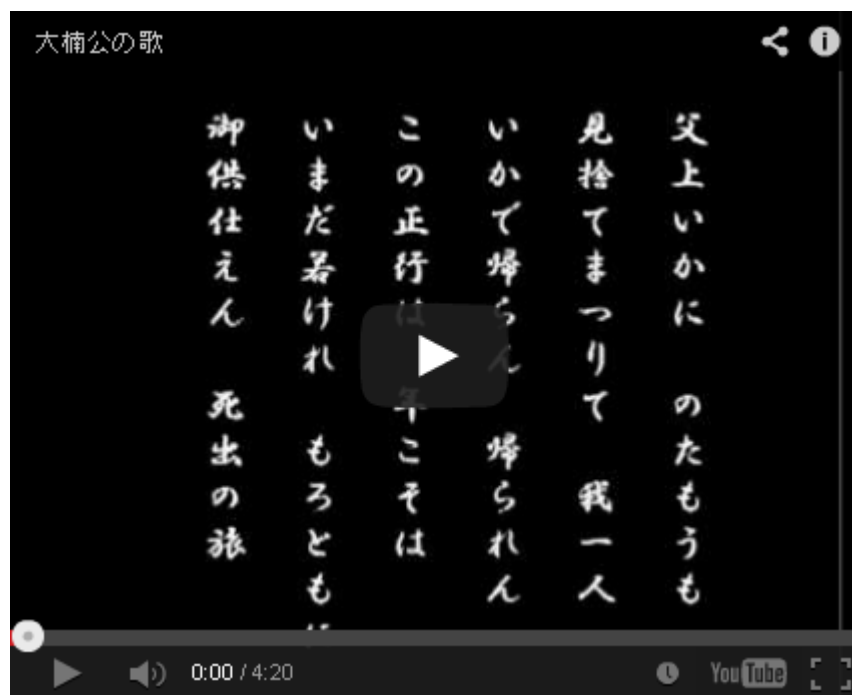 大楠公の歌
父上いかに のたもうも
見捨てまつりて 我一人
いかで帰らん 帰られん
この正行は 年こそは
いまだ若けれ もろともに
御供仕えん 死出の旅
0:00 / 4:20
YouTube